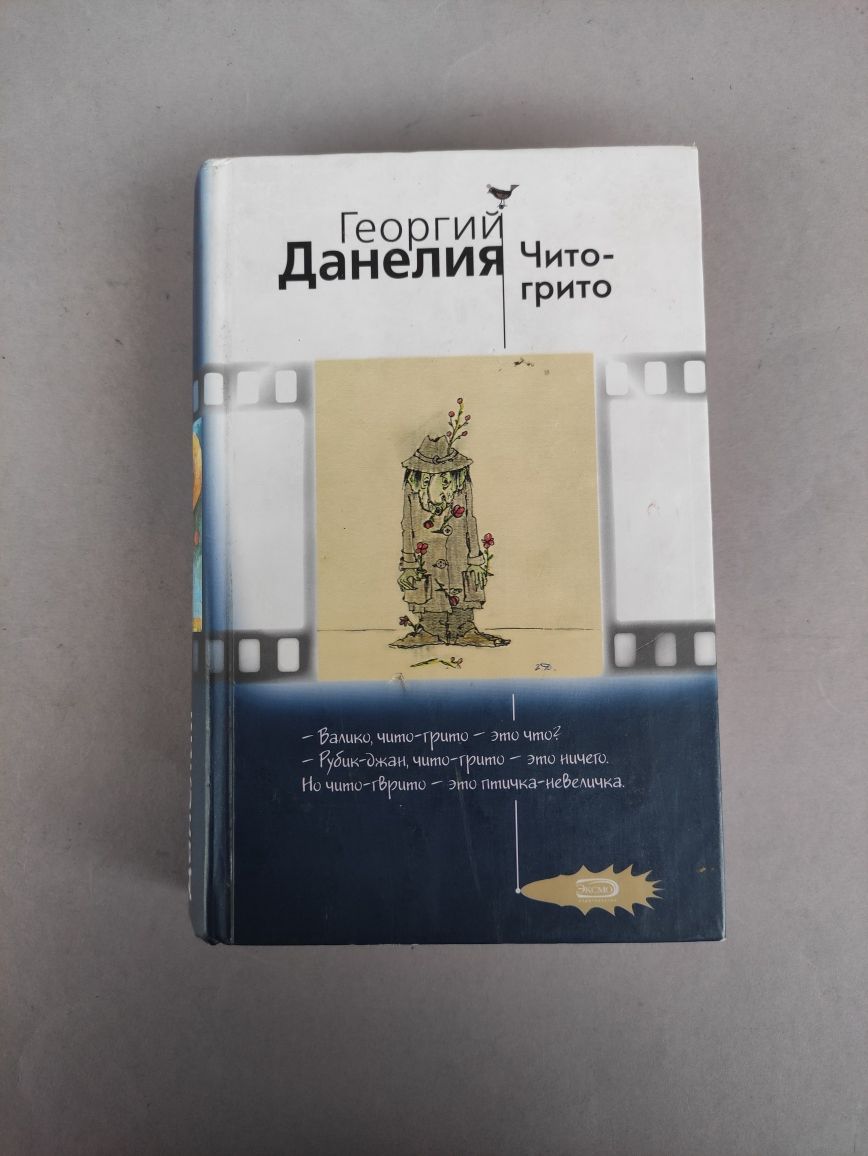 Георгий
Данелия
Чито-
грито
– Валико, чито-грито – это что?
– Рубик-джан, чито-грито – это ничего.
Но чито-гврито – это птичка-невеличка.
ЭКСМО